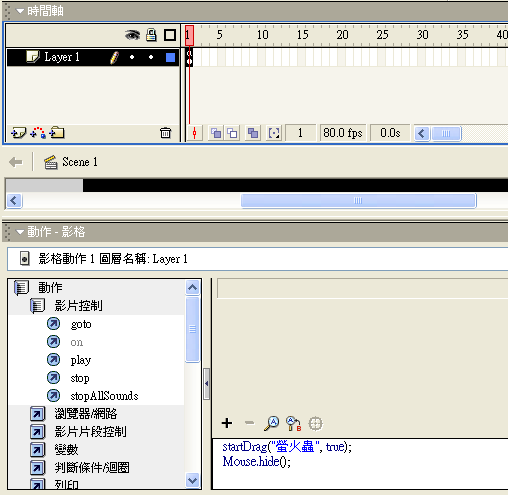 時間軸
1 5 10 15 20 25 30 35 40
Layer 1
1 80.0 fps 0.0s
Scene 1
動作 - 影格
影格動作 1 圖層名稱: Layer 1
動作
影片控制
goto
on
play
stop
stopAllSounds
瀏覽器/網路
影片片段控制
變數
判斷條件/迴圈
列印
startDrag("螢火蟲", true);
Mouse.hide();